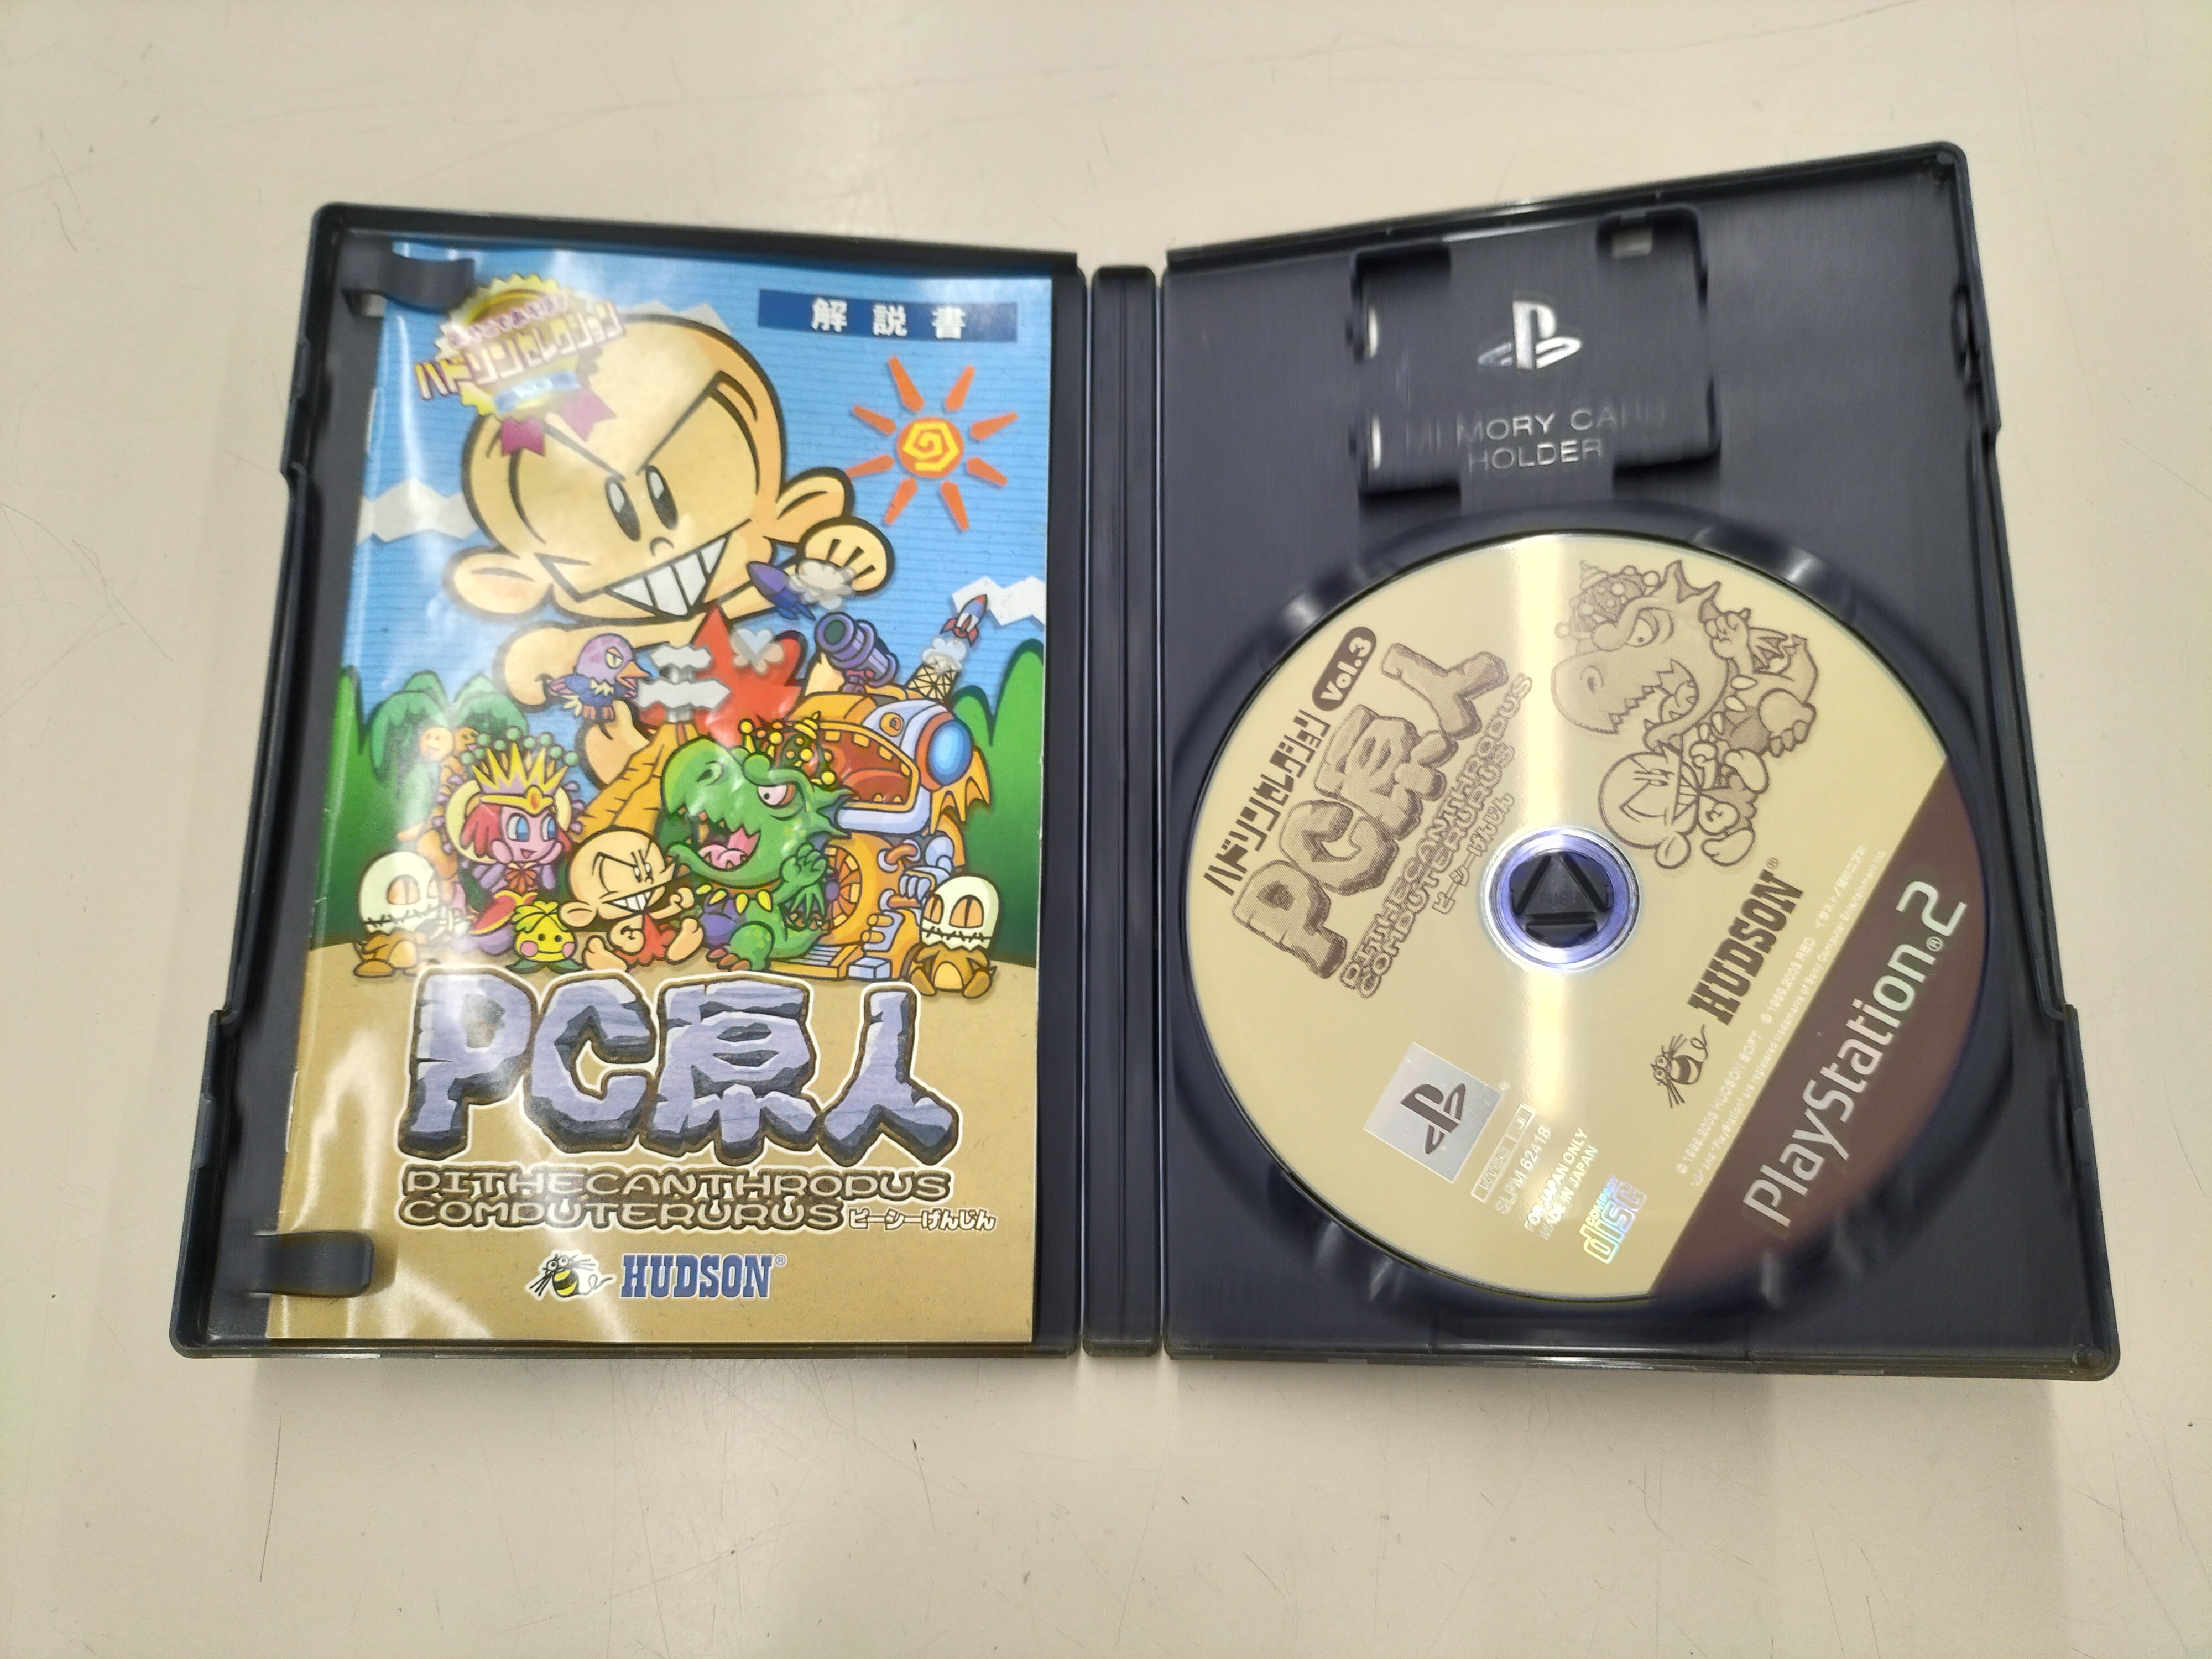 解説書
ハドソンセレクション
PC原人
PITHECANTHROPUS
COMPUTERURUS ピーシーげんじん
HUDSON®
MEMORY CARD
HOLDER
ハドソンセレクション Vol.3
PC原人
PITHECANTHROPUS
COMPUTERURUS
ピーシーげんじん
HUDSON®
PlayStation®2
SLPM 62418
FOR JAPAN ONLY
MADE IN JAPAN
COMPACT
disc
PUSH